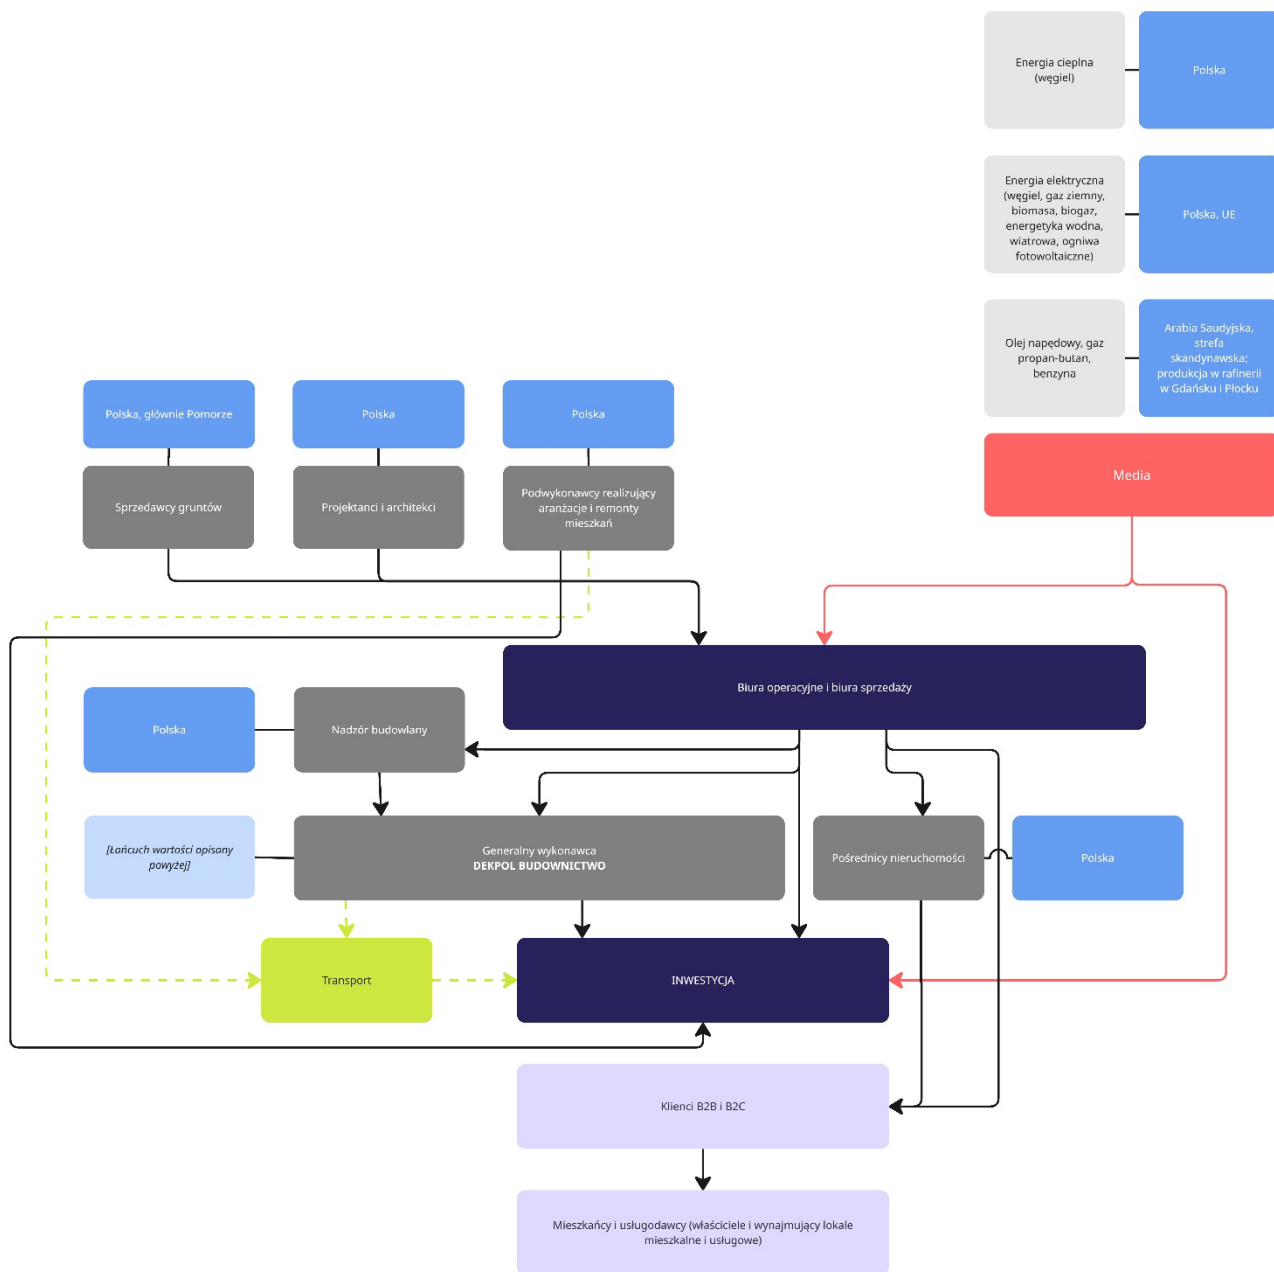 Energia cieplna
(węgiel)
Polska
Energia elektryczna
(węgiel, gaz ziemny,
biomasa, biogaz,
energetyka wodna,
wiatrowa, ogniwa
fotowoltaiczne)
Polska, UE
Olej napędowy, gaz
propan-butan,
benzyna
Arabia Saudyjska,
strefa
skandynawska;
produkcja w rafinerii
w Gdańsku i Płocku
Media
Polska, głównie Pomorze
Polska
Polska
Sprzedawcy gruntów
Projektanci i architekci
Podwykonawcy realizujący
aranżacje i remonty
mieszkań
Biura operacyjne i biura sprzedaży
Polska
Nadzór budowlany
[Łańcuch wartości opisany
powyżej]
Generalny wykonawca
DEKPOL BUDOWNICTWO
Pośrednicy nieruchomości
Polska
Transport
INWESTYCJA
Klienci B2B i B2C
Mieszkańcy i usługodawcy (właściciele i wynajmujący lokale
mieszkalne i usługowe)